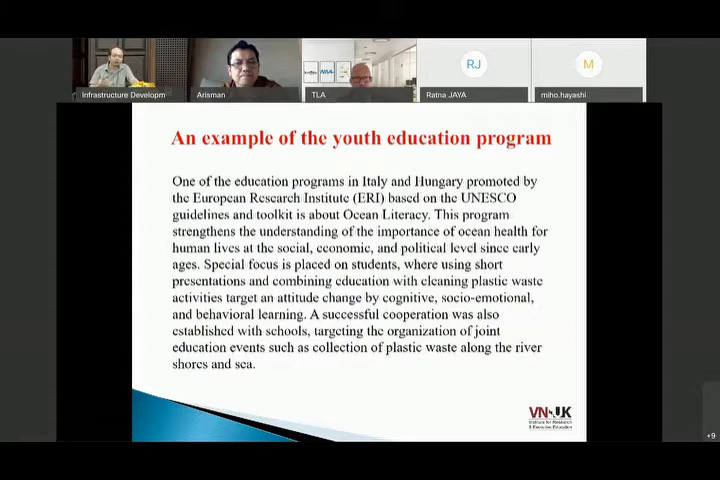 RJ
M
Infrastructure Developm
Arisman
TLA
Ratna JAYA
miho.hayashi
An example of the youth education program
One of the education programs in Italy and Hungary promoted by
the European Research Institute (ERI) based on the UNESCO
guidelines and toolkit is about Ocean Literacy. This program
strengthens the understanding of the importance of ocean health for
human lives at the social, economic, and political level since early
ages. Special focus is placed on students, where using short
presentations and combining education with cleaning plastic waste
activities target an attitude change by cognitive, socio-emotional,
and behavioral learning. A successful cooperation was also
established with schools, targeting the organization of joint
education events such as collection of plastic waste along the river
shores and sea.
VN UK
Institute for Research
& Executive Education
+9